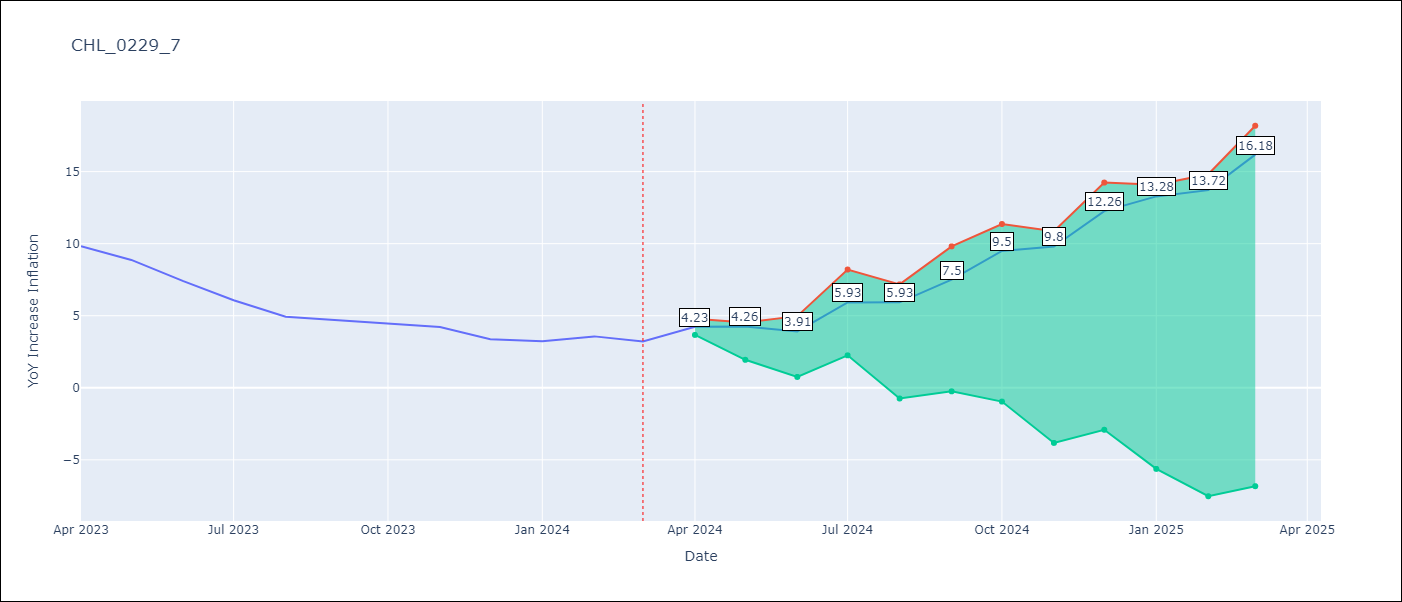 CHL_0229_7
YoY Increase Inflation
15
10
5
0
−5
4.23
4.26
3.91
5.93
5.93
7.5
9.5
9.8
12.26
13.28
13.72
16.18
Apr 2023
Jul 2023
Oct 2023
Jan 2024
Apr 2024
Jul 2024
Oct 2024
Jan 2025
Apr 2025
Date